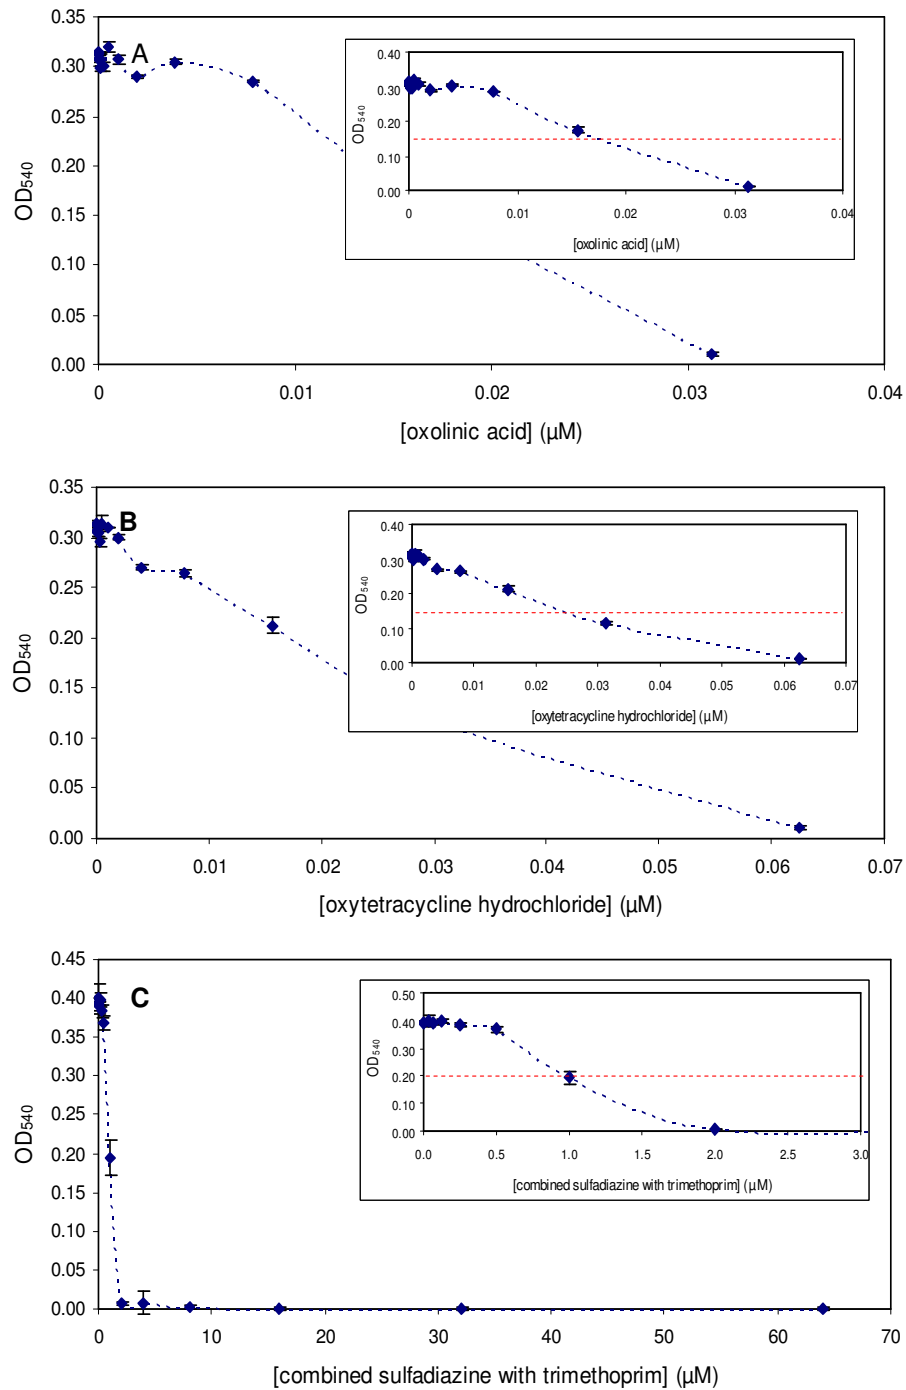 0.35
0.30
0.25
0.20
0.15
0.10
0.05
0.00
OD540
A
0 0.01 0.02 0.03 0.04
[oxolinic acid] (µM)
0.40
0.30
0.20
0.10
0.00
OD540
0 0.01 0.02 0.03 0.04
[oxolinic acid] (µM)
0.35
0.30
0.25
0.20
0.15
0.10
0.05
0.00
OD540
B
0 0.01 0.02 0.03 0.04 0.05 0.06 0.07
[oxytetracycline hydrochloride] (µM)
0.40
0.30
0.20
0.10
0.00
OD540
0 0.01 0.02 0.03 0.04 0.05 0.06 0.07
[oxytetracycline hydrochloride] (µM)
0.45
0.40
0.35
0.30
0.25
0.20
0.15
0.10
0.05
0.00
OD540
C
0 10 20 30 40 50 60 70
[combined sulfadiazine with trimethoprim] (µM)
0.50
0.40
0.30
0.20
0.10
0.00
OD540
0.0 0.5 1.0 1.5 2.0 2.5 3.0
[combined sulfadiazine with trimethoprim] (µM)